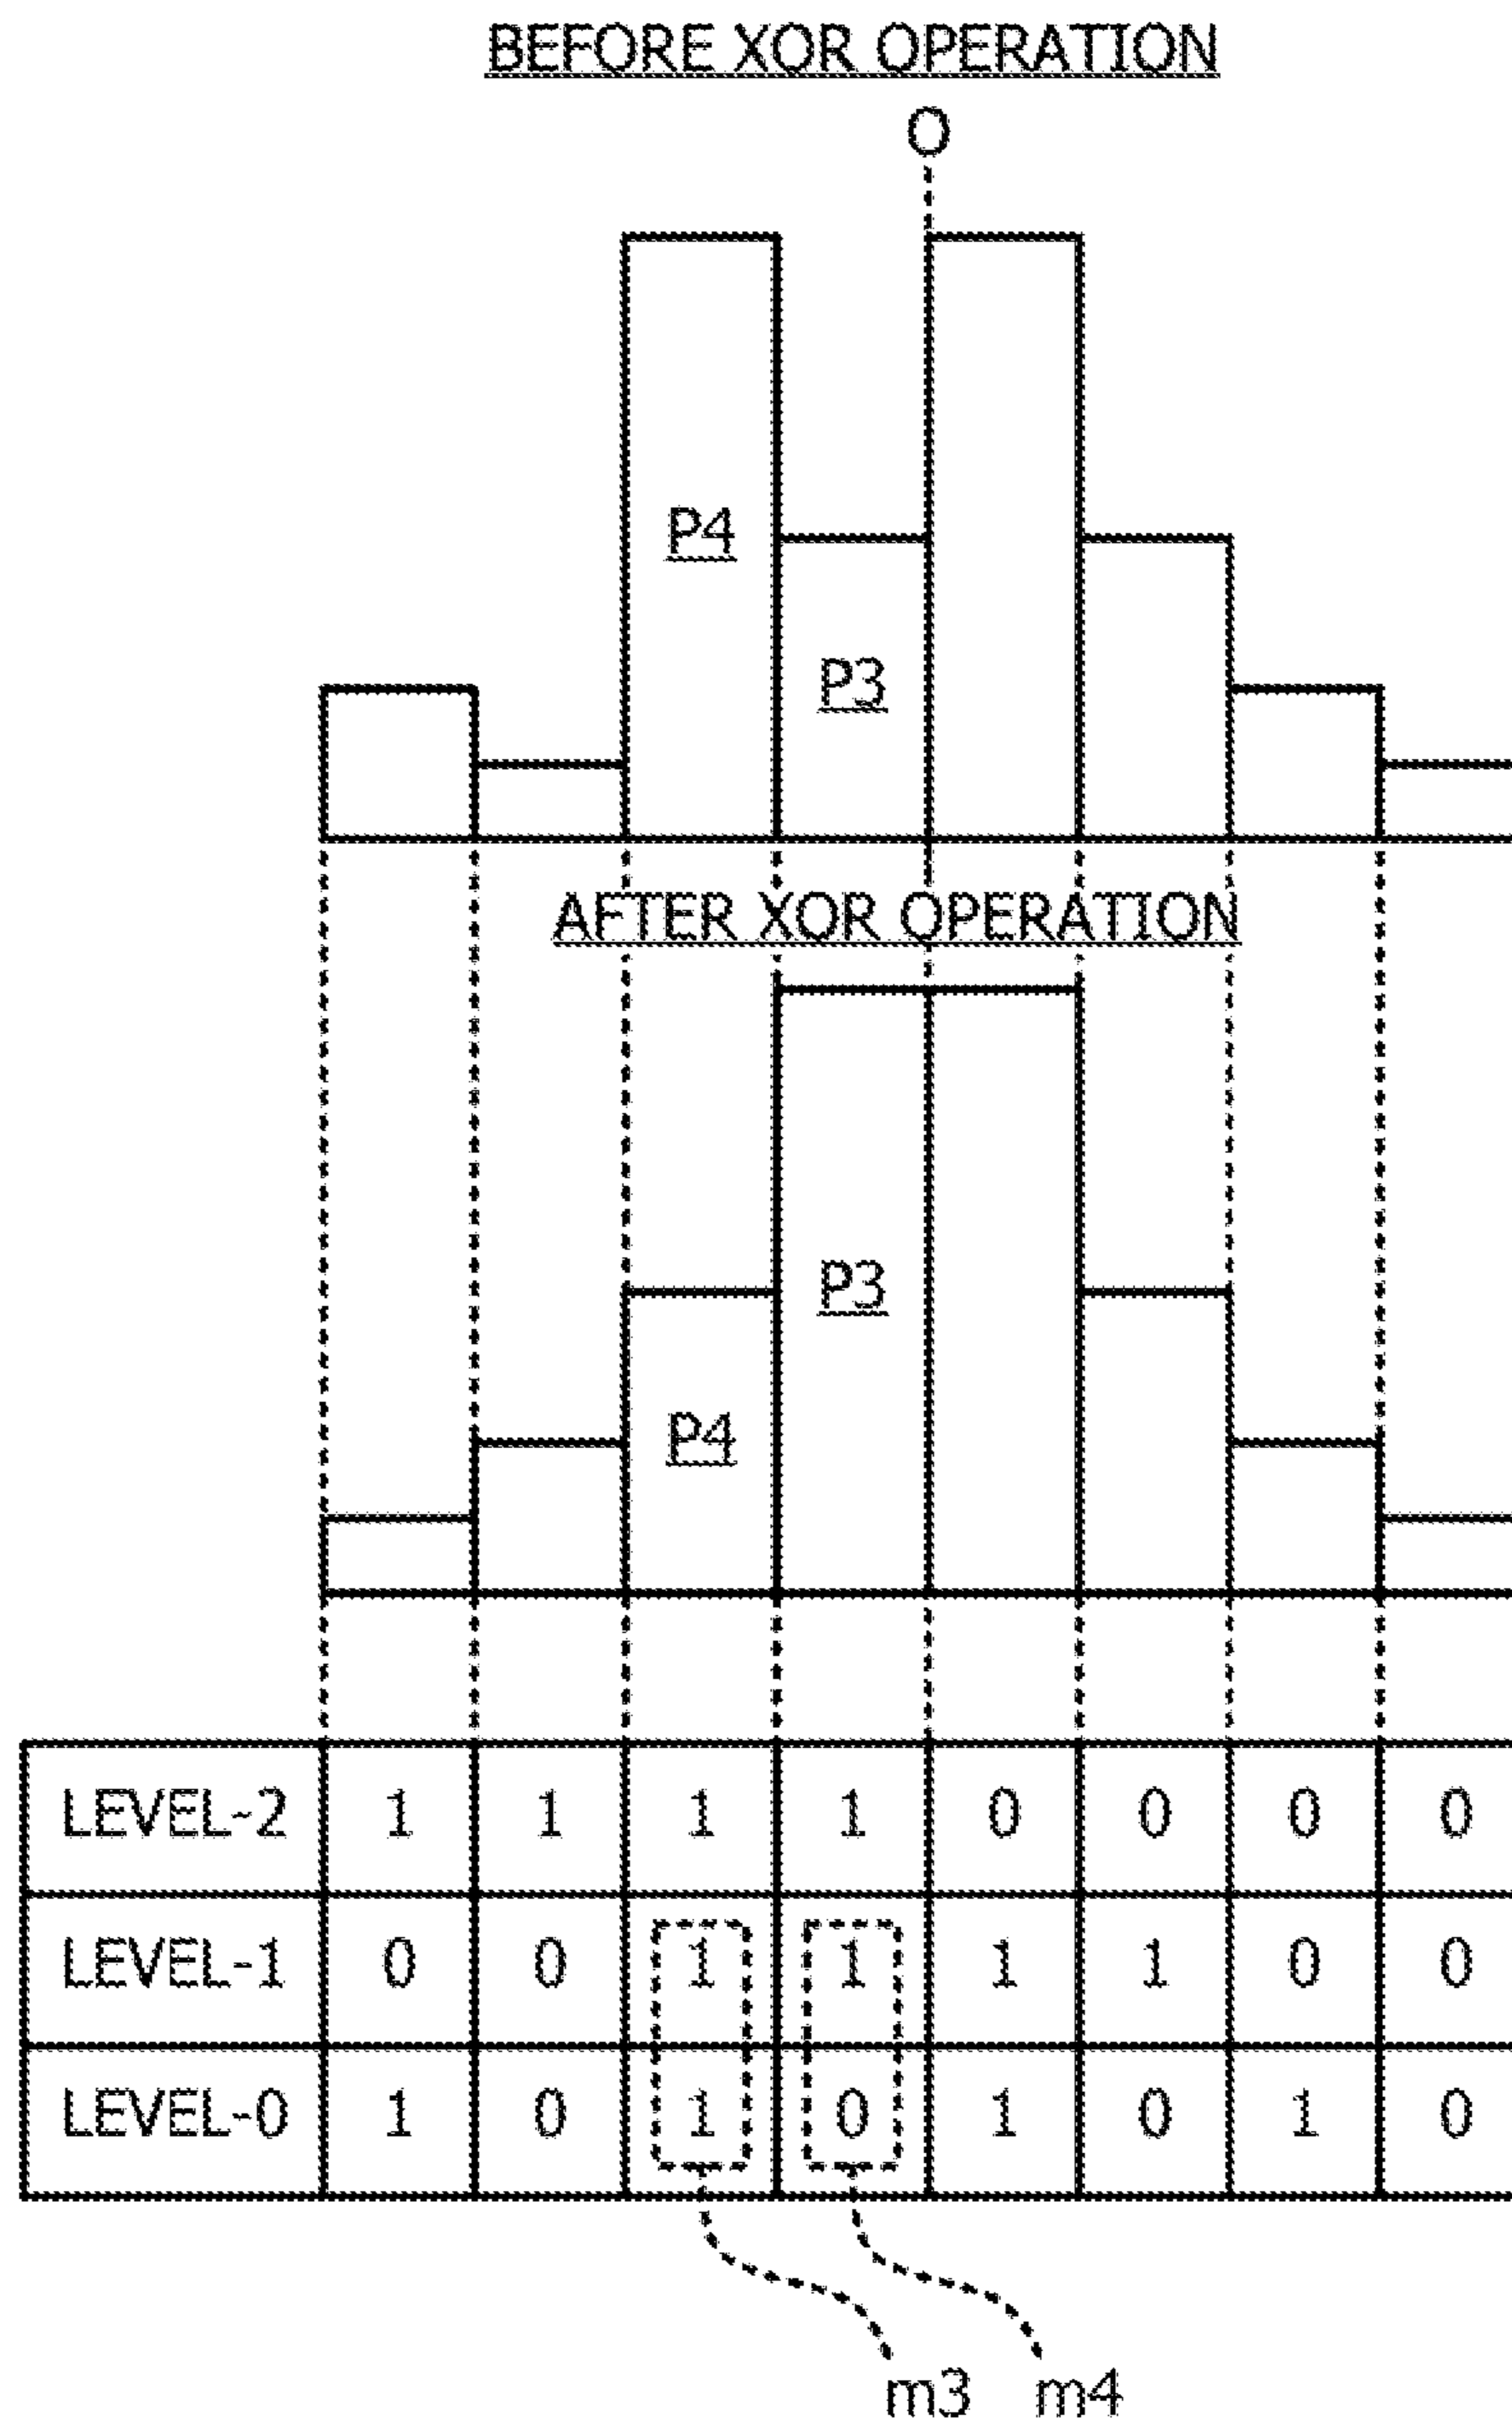 BEFORE XOR OPERATION
O
P4
P3
AFTER XOR OPERATION
P3
P4
LEVEL-2 1 1 1 1 0 0 0 0
LEVEL-1 0 0 1 1 1 1 0 0
LEVEL-0 1 0 1 0 1 0 1 0
m3 m4